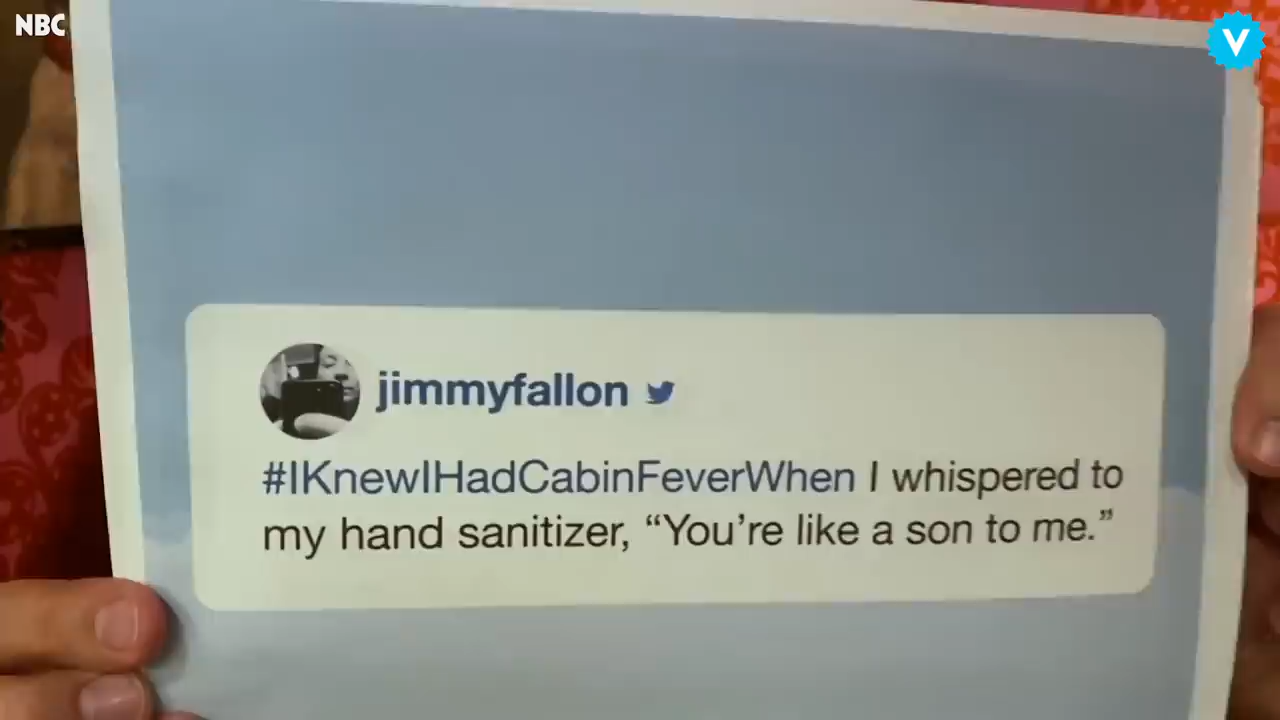 NBC
V
jimmyfallon
#IKnewIHadCabinFeverWhen I whispered to
my hand sanitizer, “You’re like a son to me.”